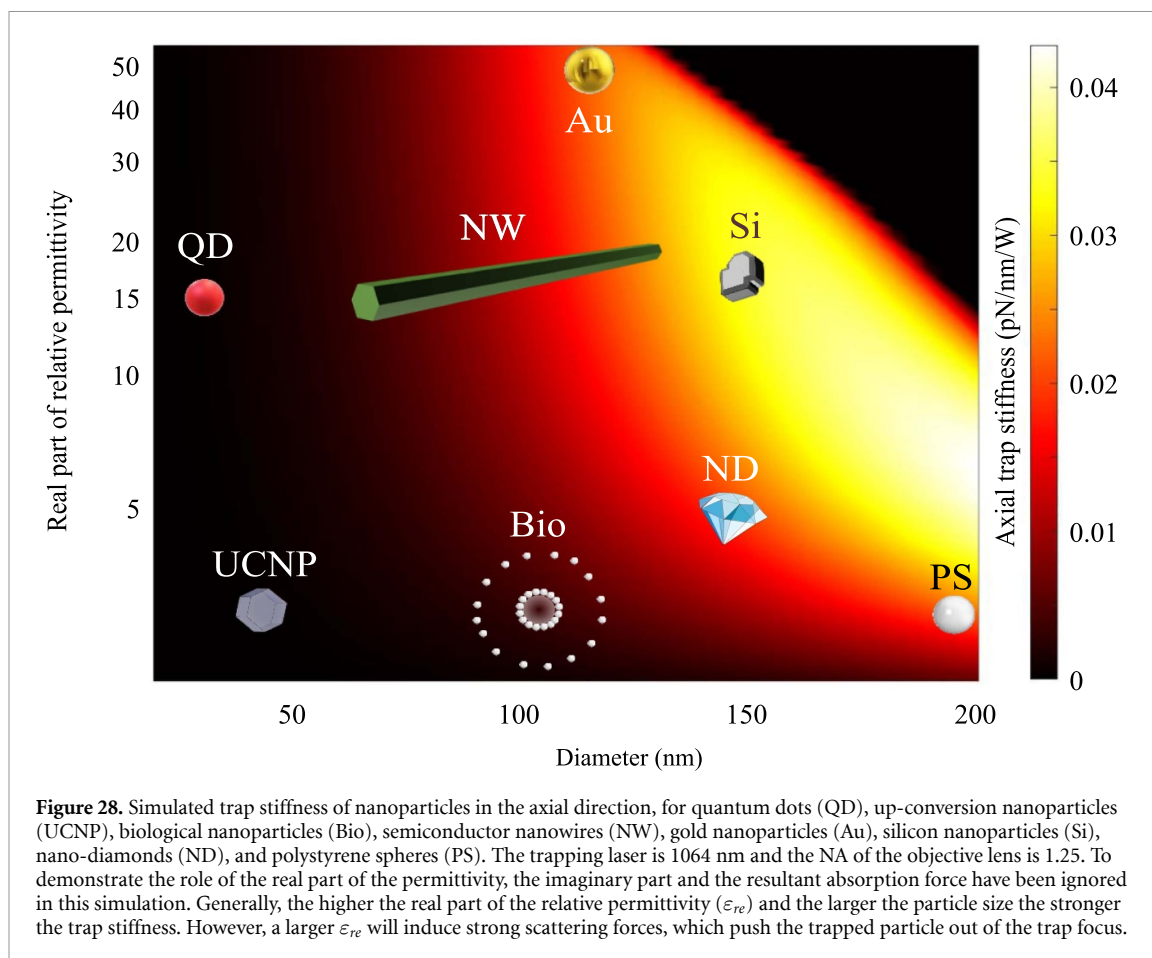 50
40
30
20
15
10
5
Real part of relative permittivity
QD
NW
Au
Si
UCNP
Bio
ND
PS
50
100
150
200
Diameter (nm)
0.04
0.03
0.02
0.01
0
Axial trap stiffness (pN/nm/W)
Figure 28. Simulated trap stiffness of nanoparticles in the axial direction, for quantum dots (QD), up-conversion nanoparticles
(UCNP), biological nanoparticles (Bio), semiconductor nanowires (NW), gold nanoparticles (Au), silicon nanoparticles (Si),
nano-diamonds (ND), and polystyrene spheres (PS). The trapping laser is 1064 nm and the NA of the objective lens is 1.25. To
demonstrate the role of the real part of the permittivity, the imaginary part and the resultant absorption force have been ignored
in this simulation. Generally, the higher the real part of the relative permittivity (εre) and the larger the particle size the stronger
the trap stiffness. However, a larger εre will induce strong scattering forces, which push the trapped particle out of the trap focus.